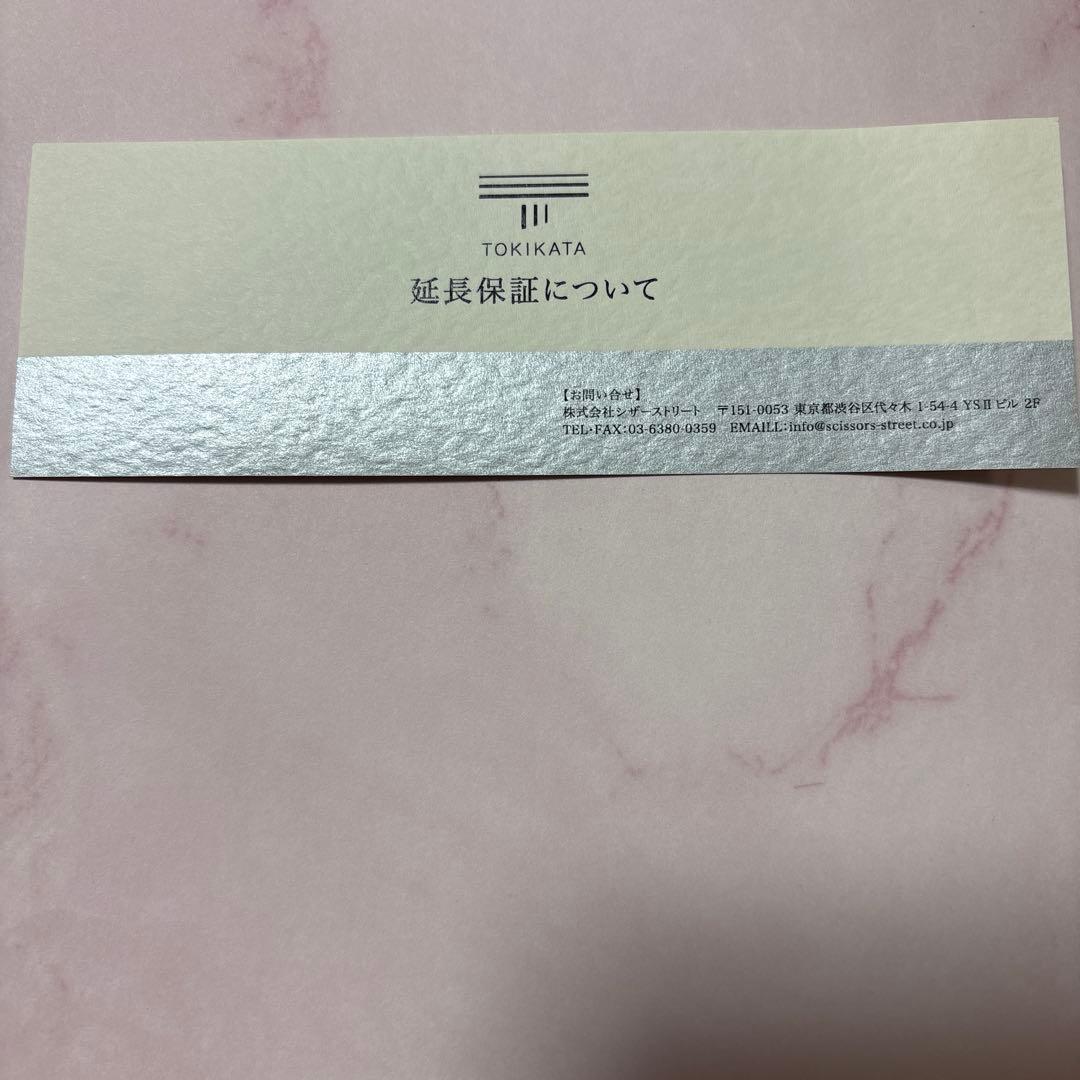 TOKIKATA
延長保証について
【お問い合せ】
株式会社シザーストリート 〒151-0053 東京都渋谷区代々木 1-54-4 YSⅡビル 2F
TEL・FAX：03-6380-0359 EMAILL：info@scissors-street.co.jp